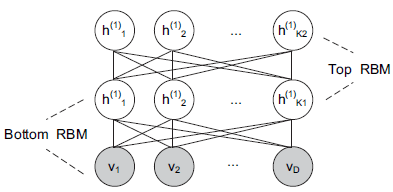 h(1)1 h(1)2 ... h(1)K2
Top RBM
h(1)1 h(1)2 ... h(1)K1
Bottom RBM
v1 v2 ... vD